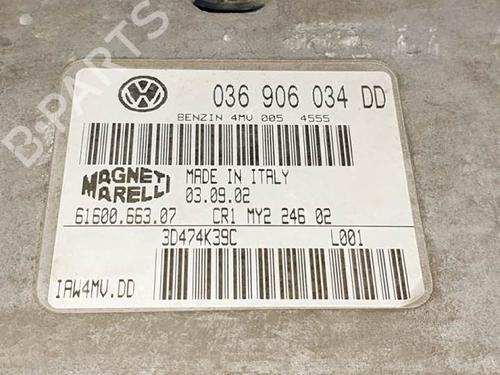 B-PARTS
036 906 034 DD
BENZIN 4MV 005 4555
MAGNETI MARELLI
MADE IN ITALY
03.09.02
61600.663.07 CR1 MY2 246 02
3D474K39C L001
IAW4MV.DD